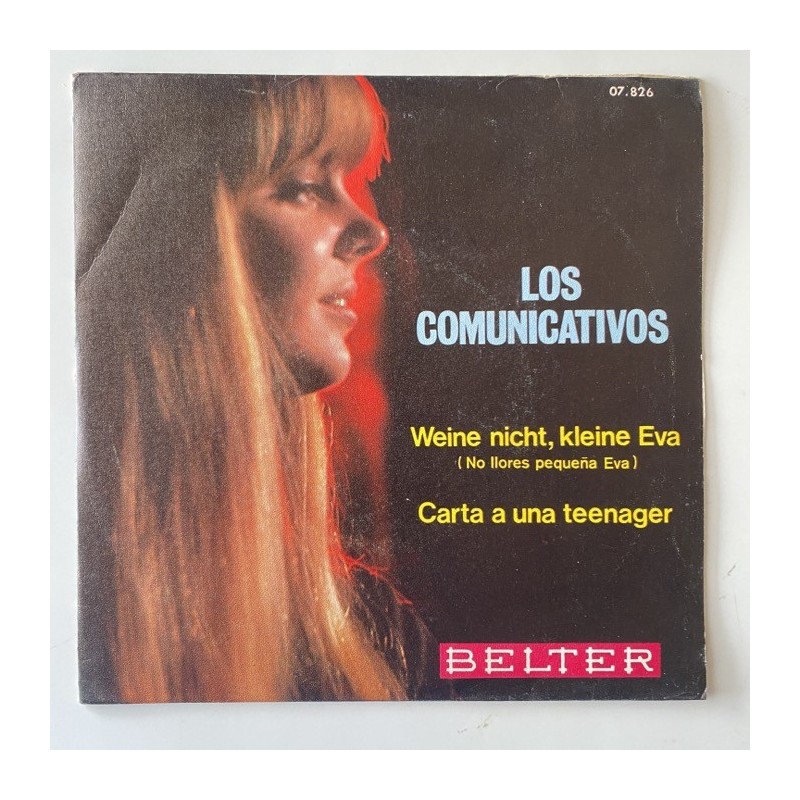 07.826
LOS
COMUNICATIVOS
Weine nicht, kleine Eva
(No llores pequeña Eva)
Carta a una teenager
BELTER